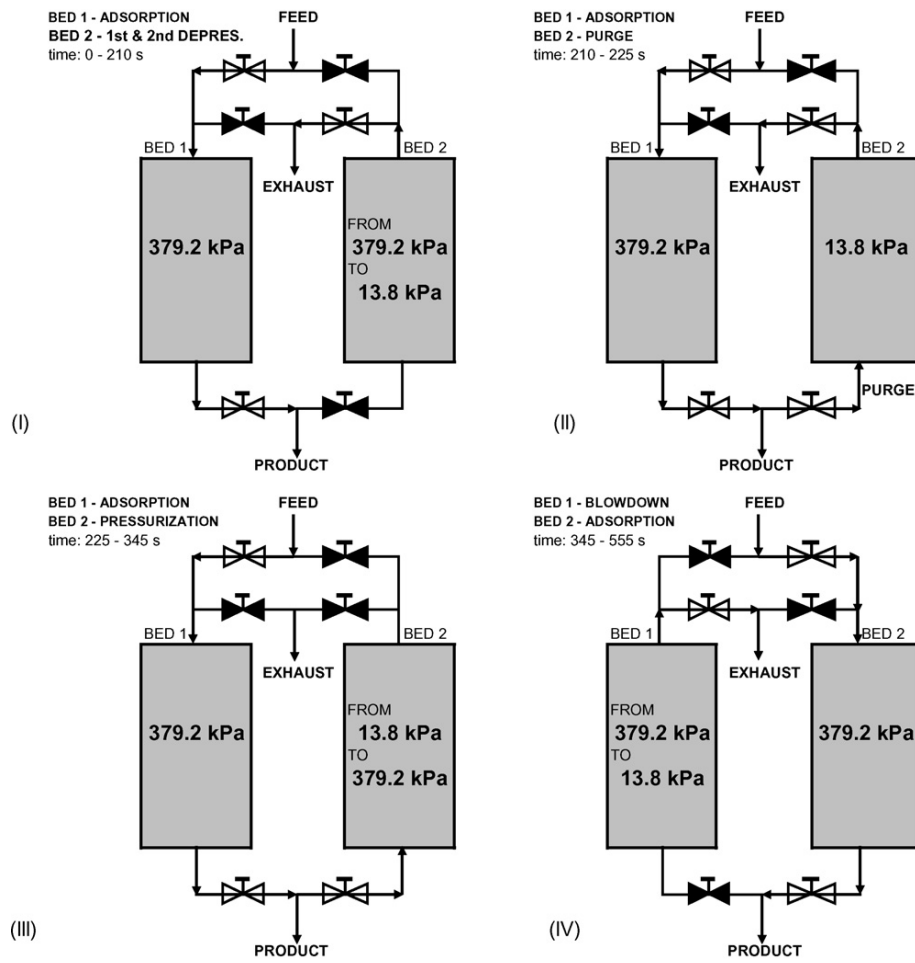 BED 1 - ADSORPTION
BED 2 - 1st & 2nd DEPRES.
time: 0 - 210 s
FEED
BED 1
BED 2
EXHAUST
379.2 kPa
FROM
379.2 kPa
TO
13.8 kPa
(I)
PRODUCT
BED 1 - ADSORPTION
BED 2 - PURGE
time: 210 - 225 s
FEED
BED 1
BED 2
EXHAUST
379.2 kPa
13.8 kPa
PURGE
(II)
PRODUCT
BED 1 - ADSORPTION
BED 2 - PRESSURIZATION
time: 225 - 345 s
FEED
BED 1
BED 2
EXHAUST
379.2 kPa
FROM
13.8 kPa
TO
379.2 kPa
(III)
PRODUCT
BED 1 - BLOWDOWN
BED 2 - ADSORPTION
time: 345 - 555 s
FEED
BED 1
BED 2
EXHAUST
FROM
379.2 kPa
TO
13.8 kPa
379.2 kPa
(IV)
PRODUCT